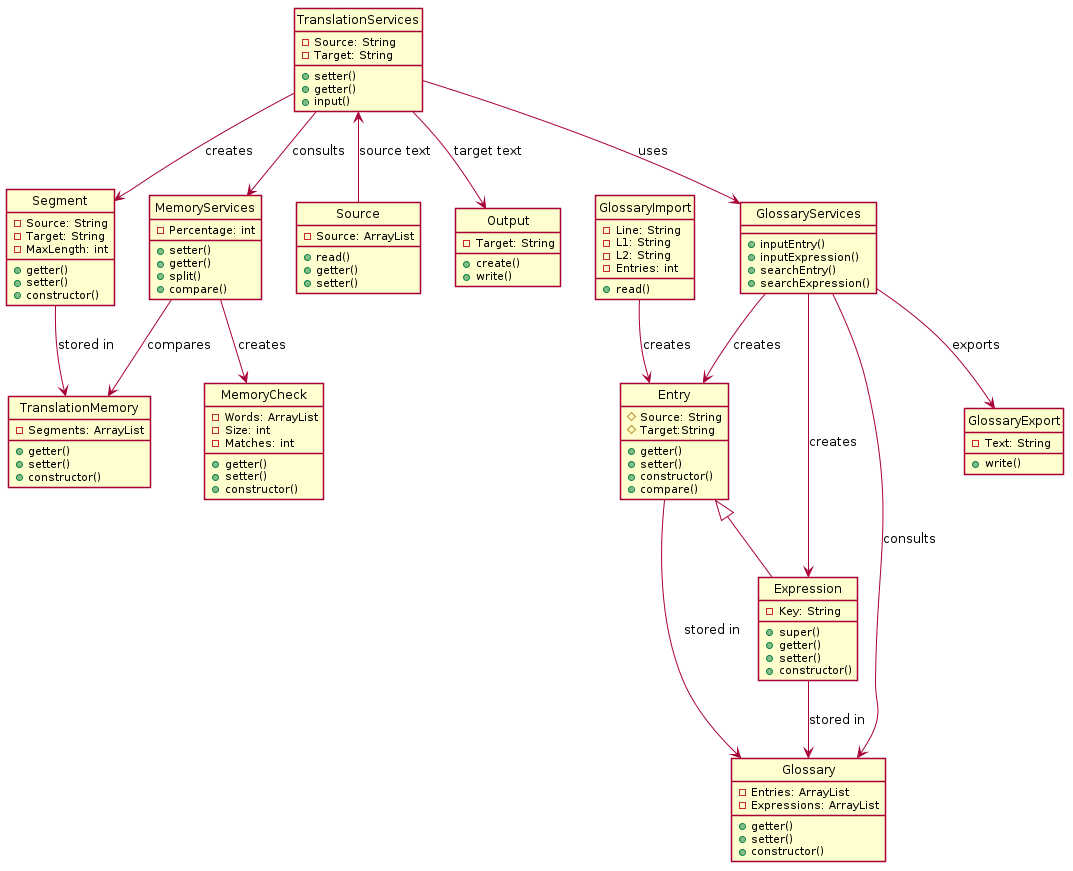 TranslationServices
Source: String
Target: String
setter()
getter()
input()
creates
consults
source text
target text
uses
Segment
Source: String
Target: String
MaxLength: int
getter()
setter()
constructor()
MemoryServices
Percentage: int
setter()
getter()
split()
compare()
Source
Source: ArrayList
read()
getter()
setter()
Output
Target: String
create()
write()
GlossaryImport
Line: String
L1: String
L2: String
Entries: int
read()
GlossaryServices
inputEntry()
inputExpression()
searchEntry()
searchExpression()
stored in
compares
creates
creates
creates
exports
TranslationMemory
Segments: ArrayList
getter()
setter()
constructor()
MemoryCheck
Words: ArrayList
Size: int
Matches: int
getter()
setter()
constructor()
Entry
Source: String
Target:String
getter()
setter()
constructor()
compare()
creates
GlossaryExport
Text: String
write()
consults
Expression
Key: String
super()
getter()
setter()
constructor()
stored in
stored in
Glossary
Entries: ArrayList
Expressions: ArrayList
getter()
setter()
constructor()